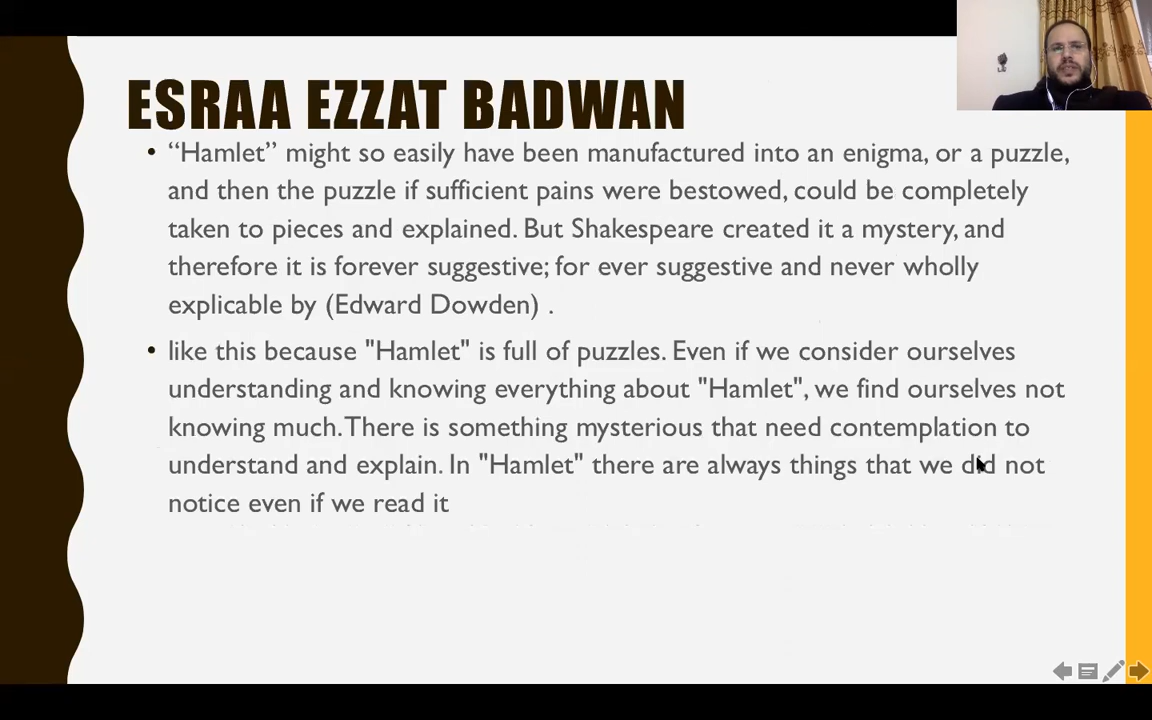 ESRAA EZZAT BADWAN
• “Hamlet” might so easily have been manufactured into an enigma, or a puzzle,
and then the puzzle if sufficient pains were bestowed, could be completely
taken to pieces and explained. But Shakespeare created it a mystery, and
therefore it is forever suggestive; for ever suggestive and never wholly
explicable by (Edward Dowden) .
• like this because "Hamlet" is full of puzzles. Even if we consider ourselves
understanding and knowing everything about "Hamlet", we find ourselves not
knowing much. There is something mysterious that need contemplation to
understand and explain. In "Hamlet" there are always things that we did not
notice even if we read it